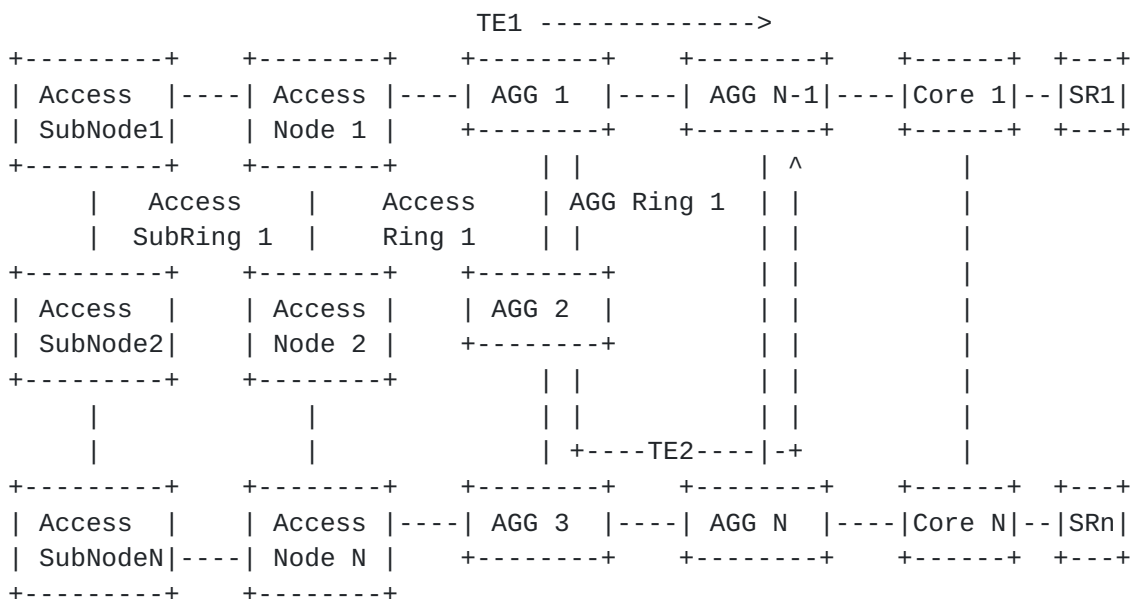 TE1 -------------->
+---------+    +--------+    +--------+    +--------+    +------+  +---+
| Access  |----| Access |----| AGG 1  |----| AGG N-1|----|Core 1|--|SR1|
| SubNode1|    | Node 1 |    +--------+    +--------+    +------+  +---+
+---------+    +--------+         | |           | ^          |
     |   Access    |    Access    | AGG Ring 1  | |          |
     |  SubRing 1  |    Ring 1    | |           | |          |
+---------+    +--------+    +--------+         | |          |
| Access  |    | Access |    | AGG 2  |         | |          |
| SubNode2|    | Node 2 |    +--------+         | |          |
+---------+    +--------+         | |           | |          |
     |             |              | |           | |          |
     |             |              | +----TE2----|-+          |
+---------+    +--------+    +--------+    +--------+    +------+  +---+
| Access  |    | Access |----| AGG 3  |----| AGG N  |----|Core N|--|SRn|
| SubNodeN|----| Node N |    +--------+    +--------+    +------+  +---+
+---------+    +--------+